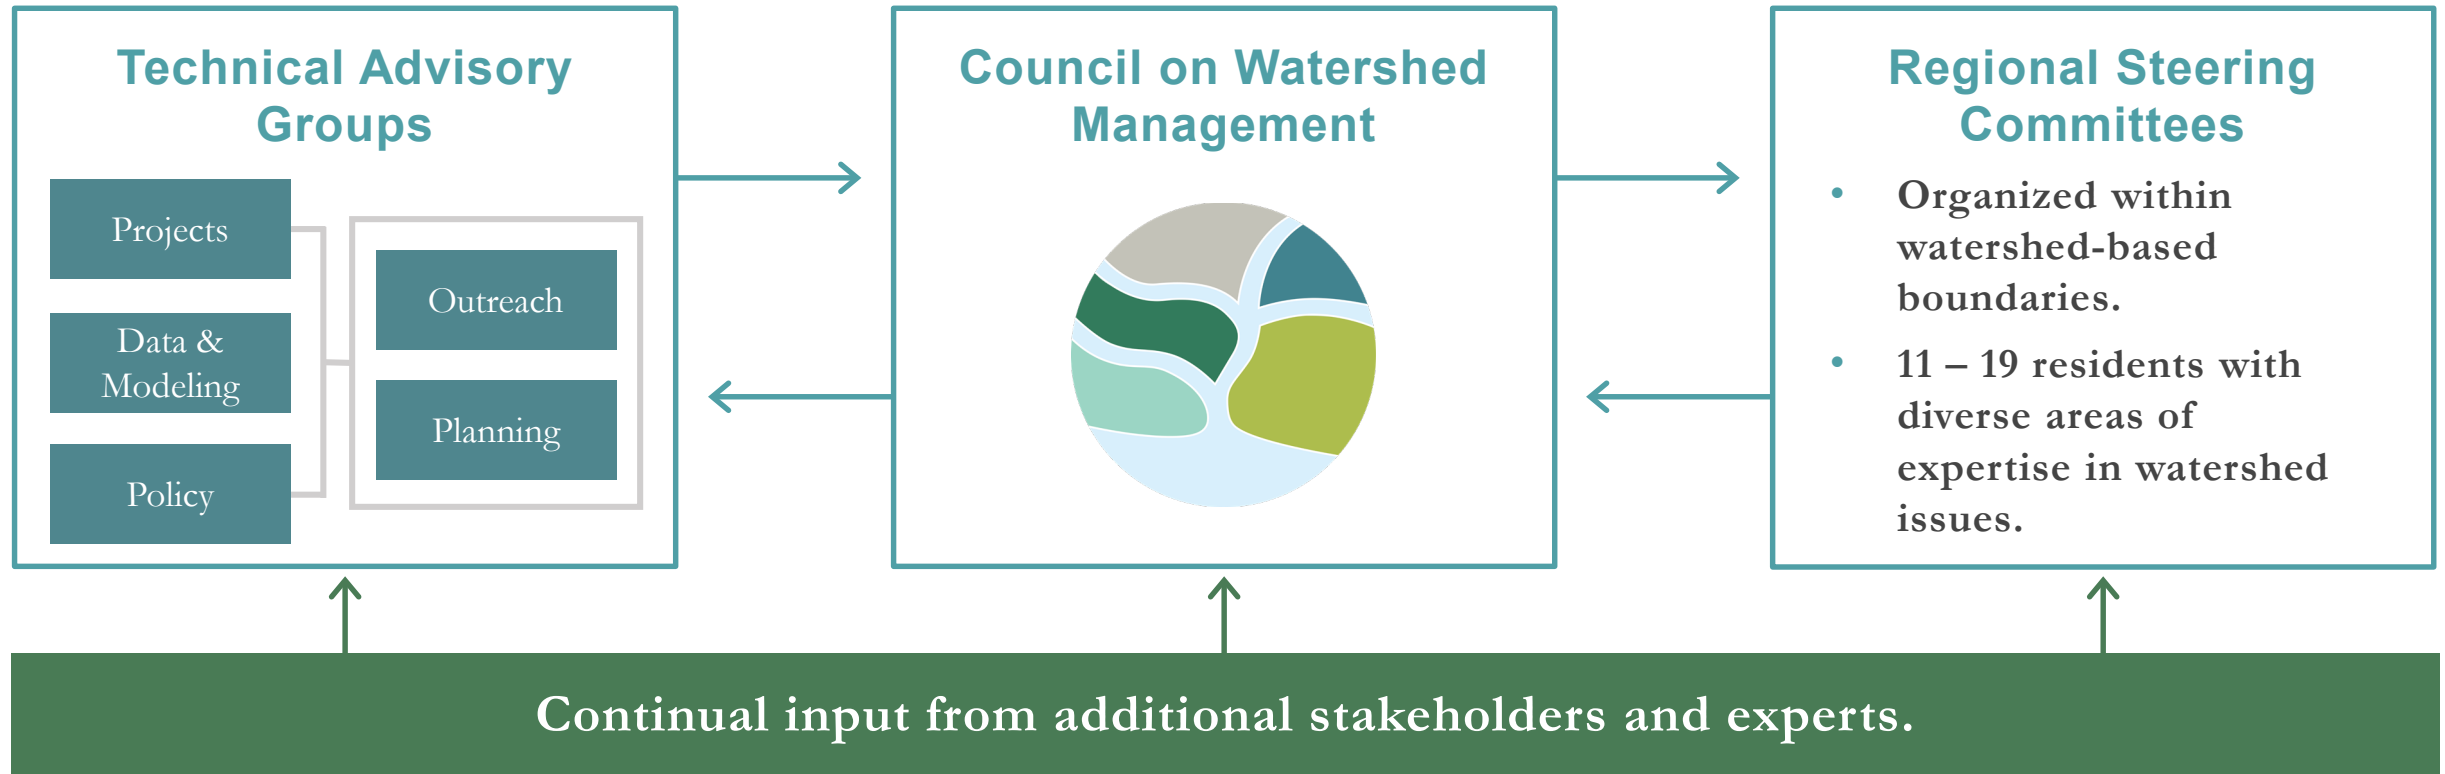 Technical Advisory
Groups
Projects
Data &
Modeling
Policy
Outreach
Planning
Council on Watershed
Management
Regional Steering
Committees
• Organized within
watershed-based
boundaries.
• 11 – 19 residents with
diverse areas of
expertise in watershed
issues.
Continual input from additional stakeholders and experts.